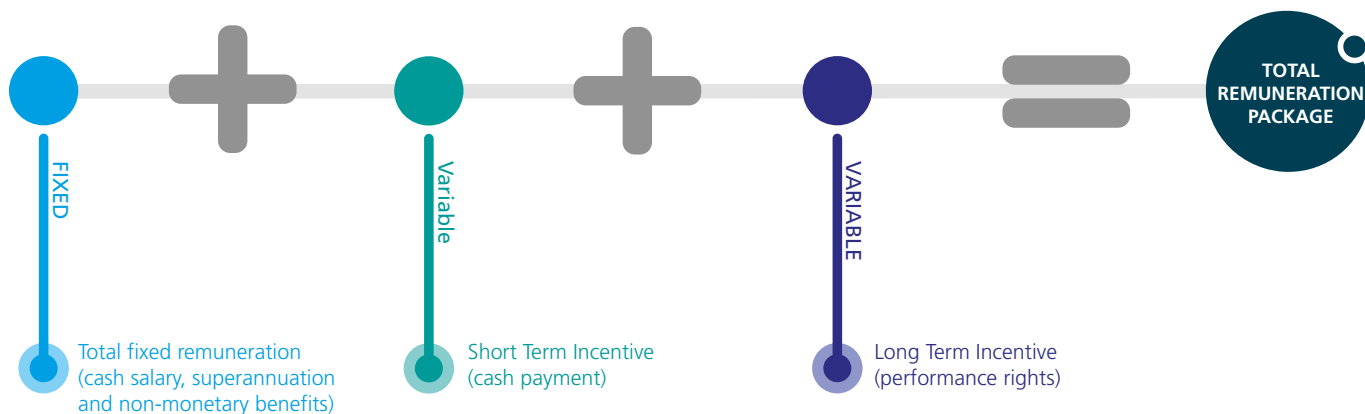 TOTAL
REMUNERATION
PACKAGE
FIXED
Variable
VARIABLE
Total fixed remuneration
(cash salary, superannuation
and non-monetary benefits)
Short Term Incentive
(cash payment)
Long Term Incentive
(performance rights)